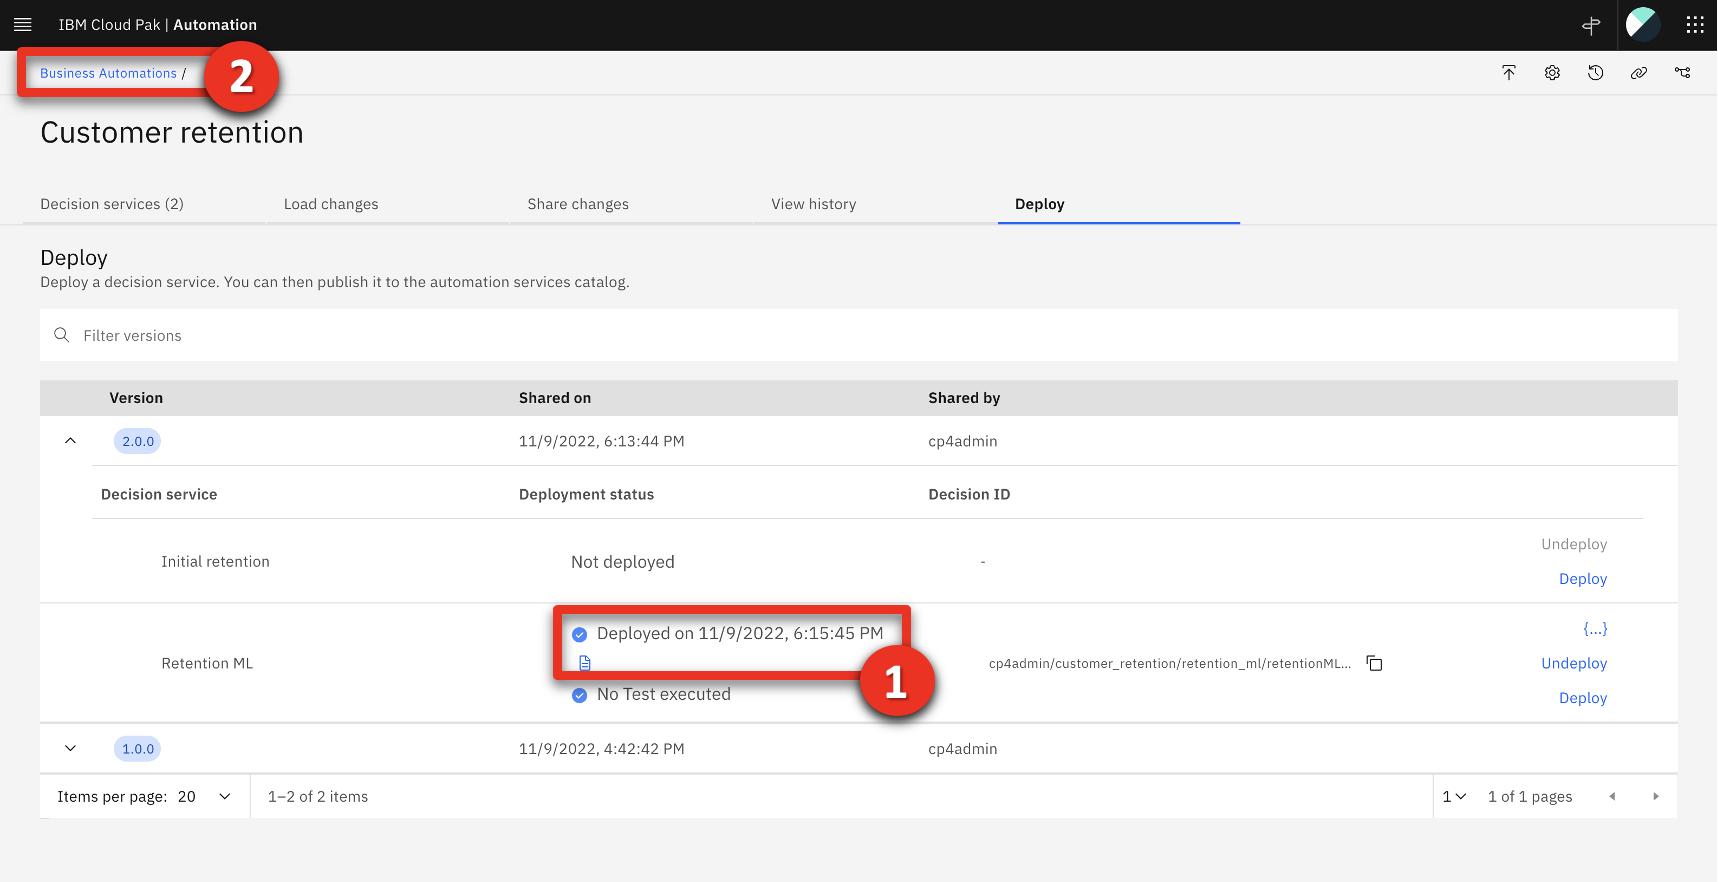 IBM Cloud Pak | Automation
Business Automations /
2
Customer retention
Decision services (2) Load changes Share changes View history Deploy
Deploy
Deploy a decision service. You can then publish it to the automation services catalog.
Filter versions
Version Shared on Shared by
2.0.0 11/9/2022, 6:13:44 PM cp4admin
Decision service Deployment status Decision ID
Undeploy
Initial retention Not deployed -
Deploy
Deployed on 11/9/2022, 6:15:45 PM {...}
Retention ML cp4admin/customer_retention/retention_ml/retentionML... Undeploy
1
No Test executed Deploy
1.0.0 11/9/2022, 4:42:42 PM cp4admin
Items per page: 20 1–2 of 2 items 1 1 of 1 pages